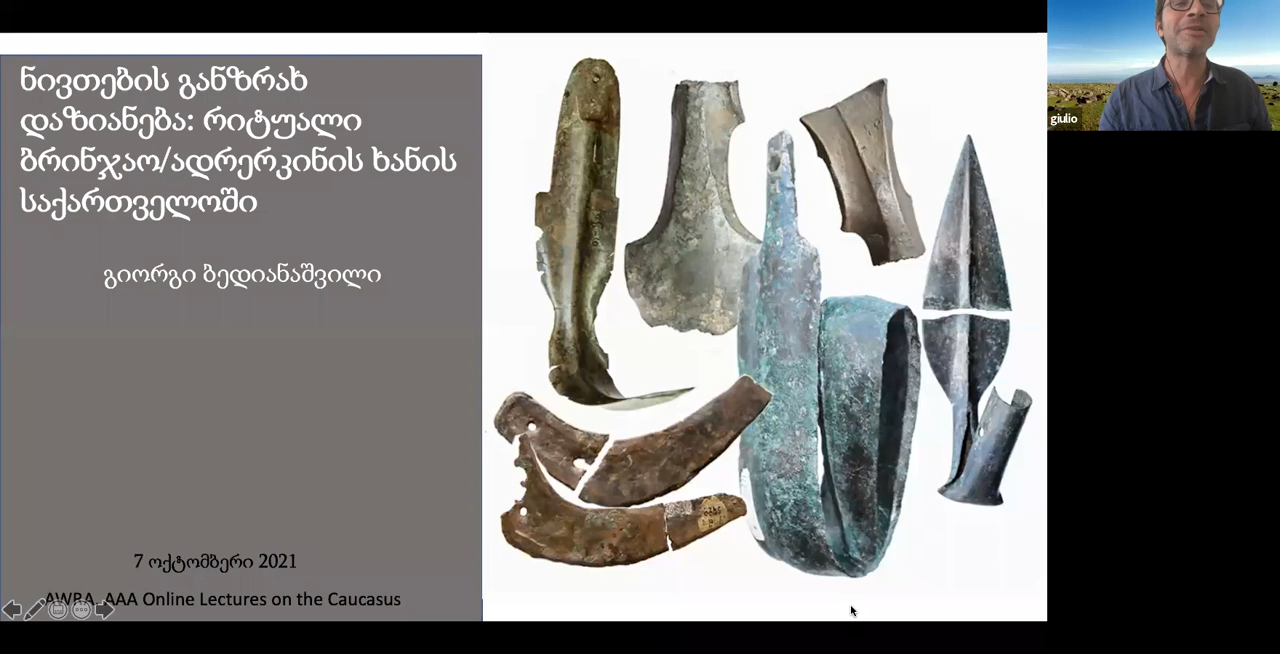 ნივთების განზრახ
დაზიანება: რიტუალი
ბრინჯაო/ადრერკინის ხანის
საქართველოში
გიორგი ბედიანაშვილი
7 ოქტომბერი 2021
AWRA, AAA Online Lectures on the Caucasus
giulio